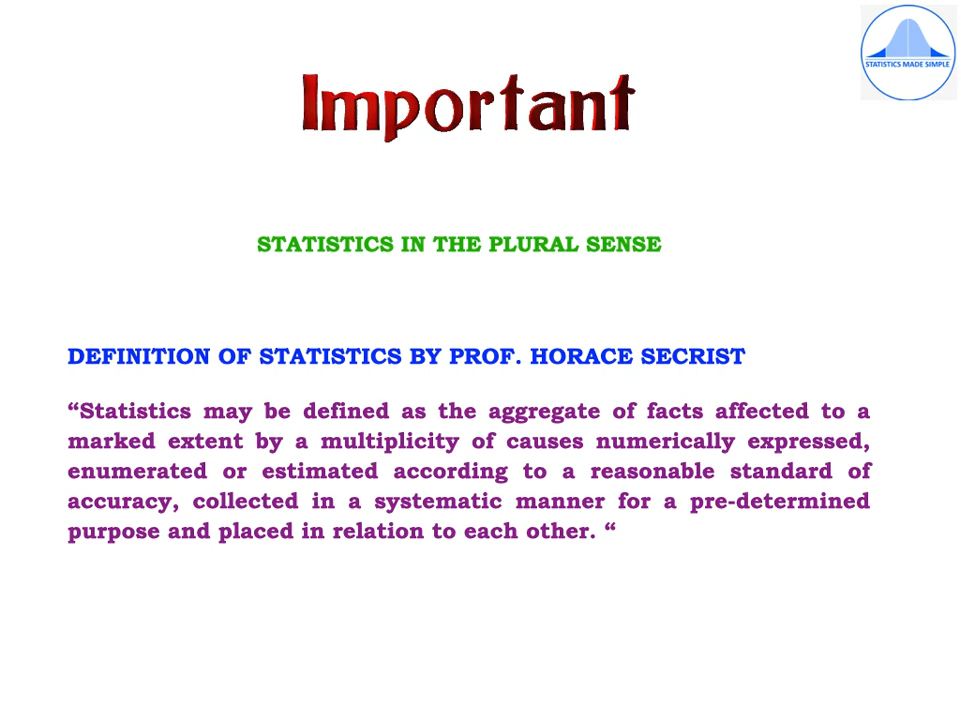 STATISTICS MADE SIMPLE
Important
STATISTICS IN THE PLURAL SENSE
DEFINITION OF STATISTICS BY PROF. HORACE SECRIST
“Statistics may be defined as the aggregate of facts affected to a
marked extent by a multiplicity of causes numerically expressed,
enumerated or estimated according to a reasonable standard of
accuracy, collected in a systematic manner for a pre-determined
purpose and placed in relation to each other. “